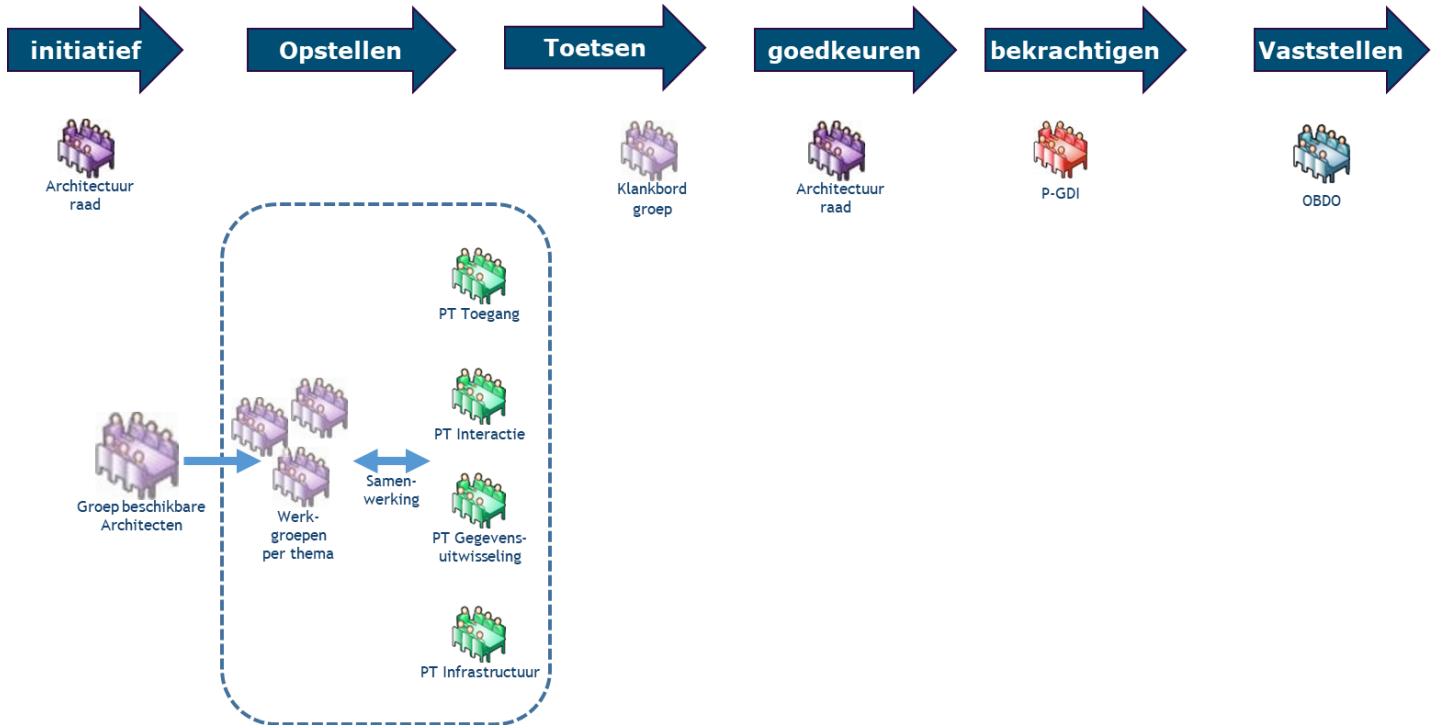 initiatief
Opstellen
Toetsen
goedkeuren
bekrachtigen
Vaststellen
Architectuur
raad
Klankbord
groep
Architectuur
raad
P-GDI
OBDO
PT Toegang
PT Interactie
Groep beschikbare
Architecten
Werk-
groepen
per thema
Samen-
werking
PT Gegevens-
uitwisseling
PT Infrastructuur